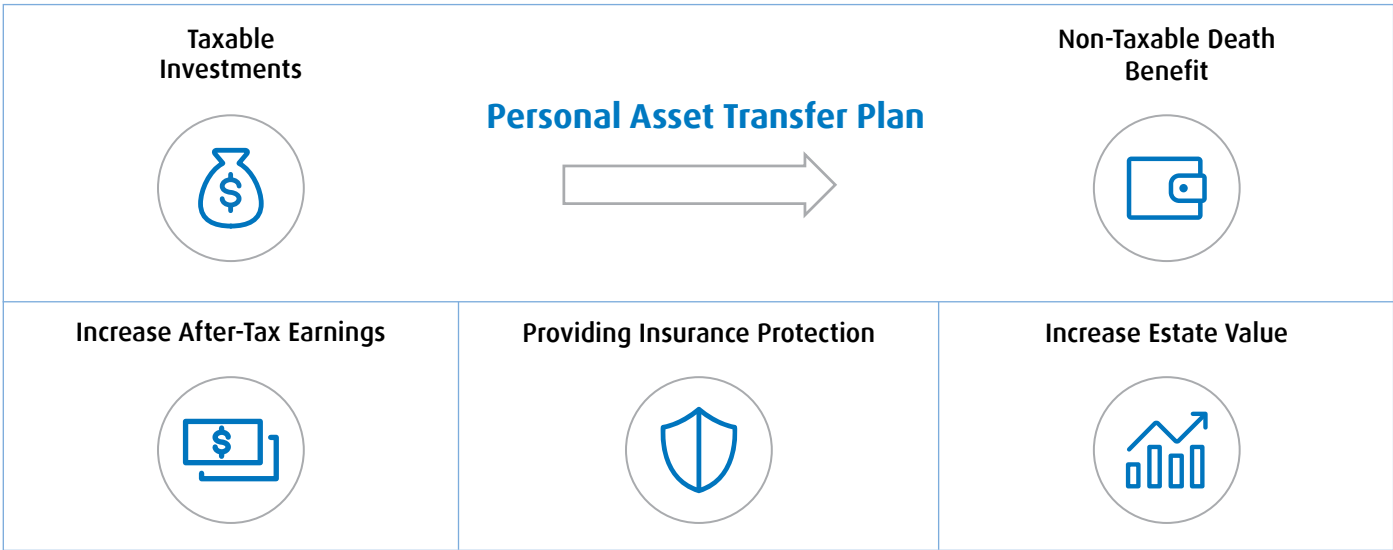 Taxable
Investments
Non-Taxable Death
Benefit
Personal Asset Transfer Plan
$
Increase After-Tax Earnings
Providing Insurance Protection
Increase Estate Value
$